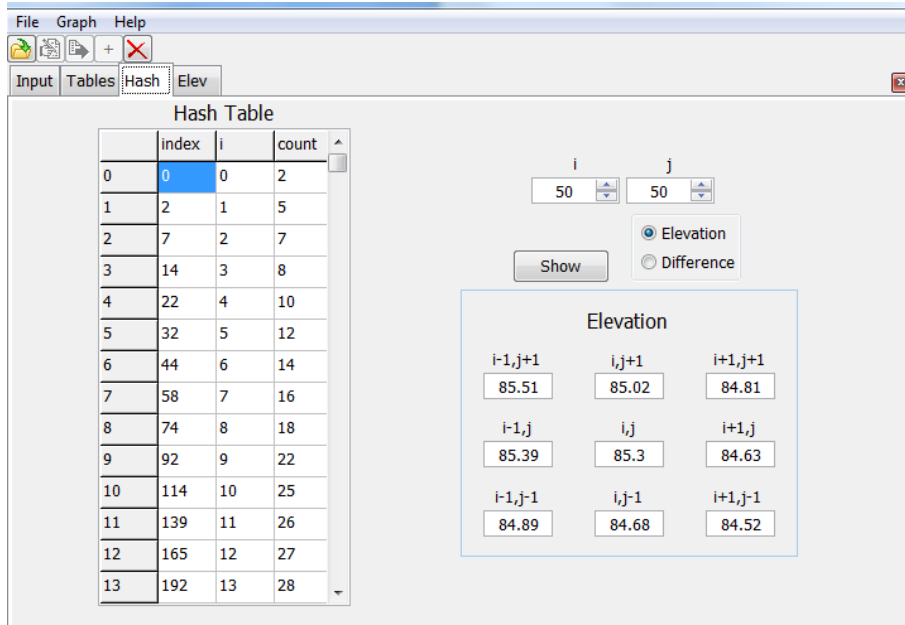 File Graph Help
+
Input Tables Hash Elev
Hash Table
index i count
0 0 0 2
1 2 1 5
2 7 2 7
3 14 3 8
4 22 4 10
5 32 5 12
6 44 6 14
7 58 7 16
8 74 8 18
9 92 9 22
10 114 10 25
11 139 11 26
12 165 12 27
13 192 13 28
i j
50 50
Elevation
Show Difference
Elevation
i-1,j+1 i,j+1 i+1,j+1
85.51 85.02 84.81
i-1,j i,j i+1,j
85.39 85.3 84.63
i-1,j-1 i,j-1 i+1,j-1
84.89 84.68 84.52